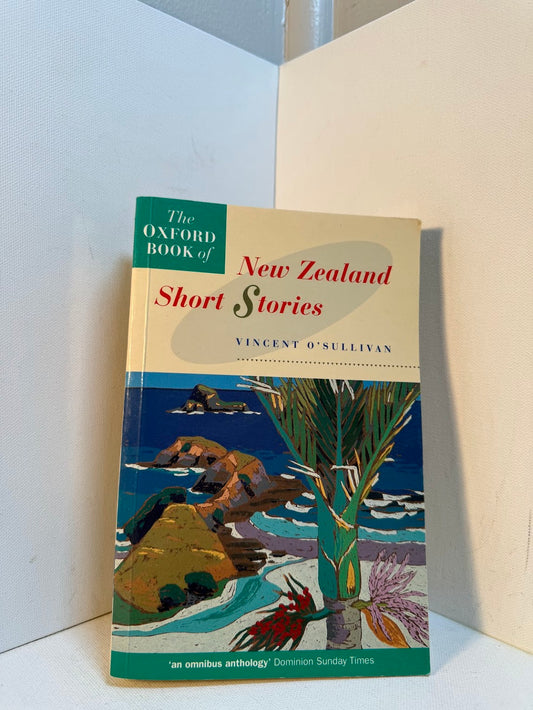 The
OXFORD
BOOK of
New Zealand
Short Stories
VINCENT O'SULLIVAN
'an omnibus anthology' Dominion Sunday Times